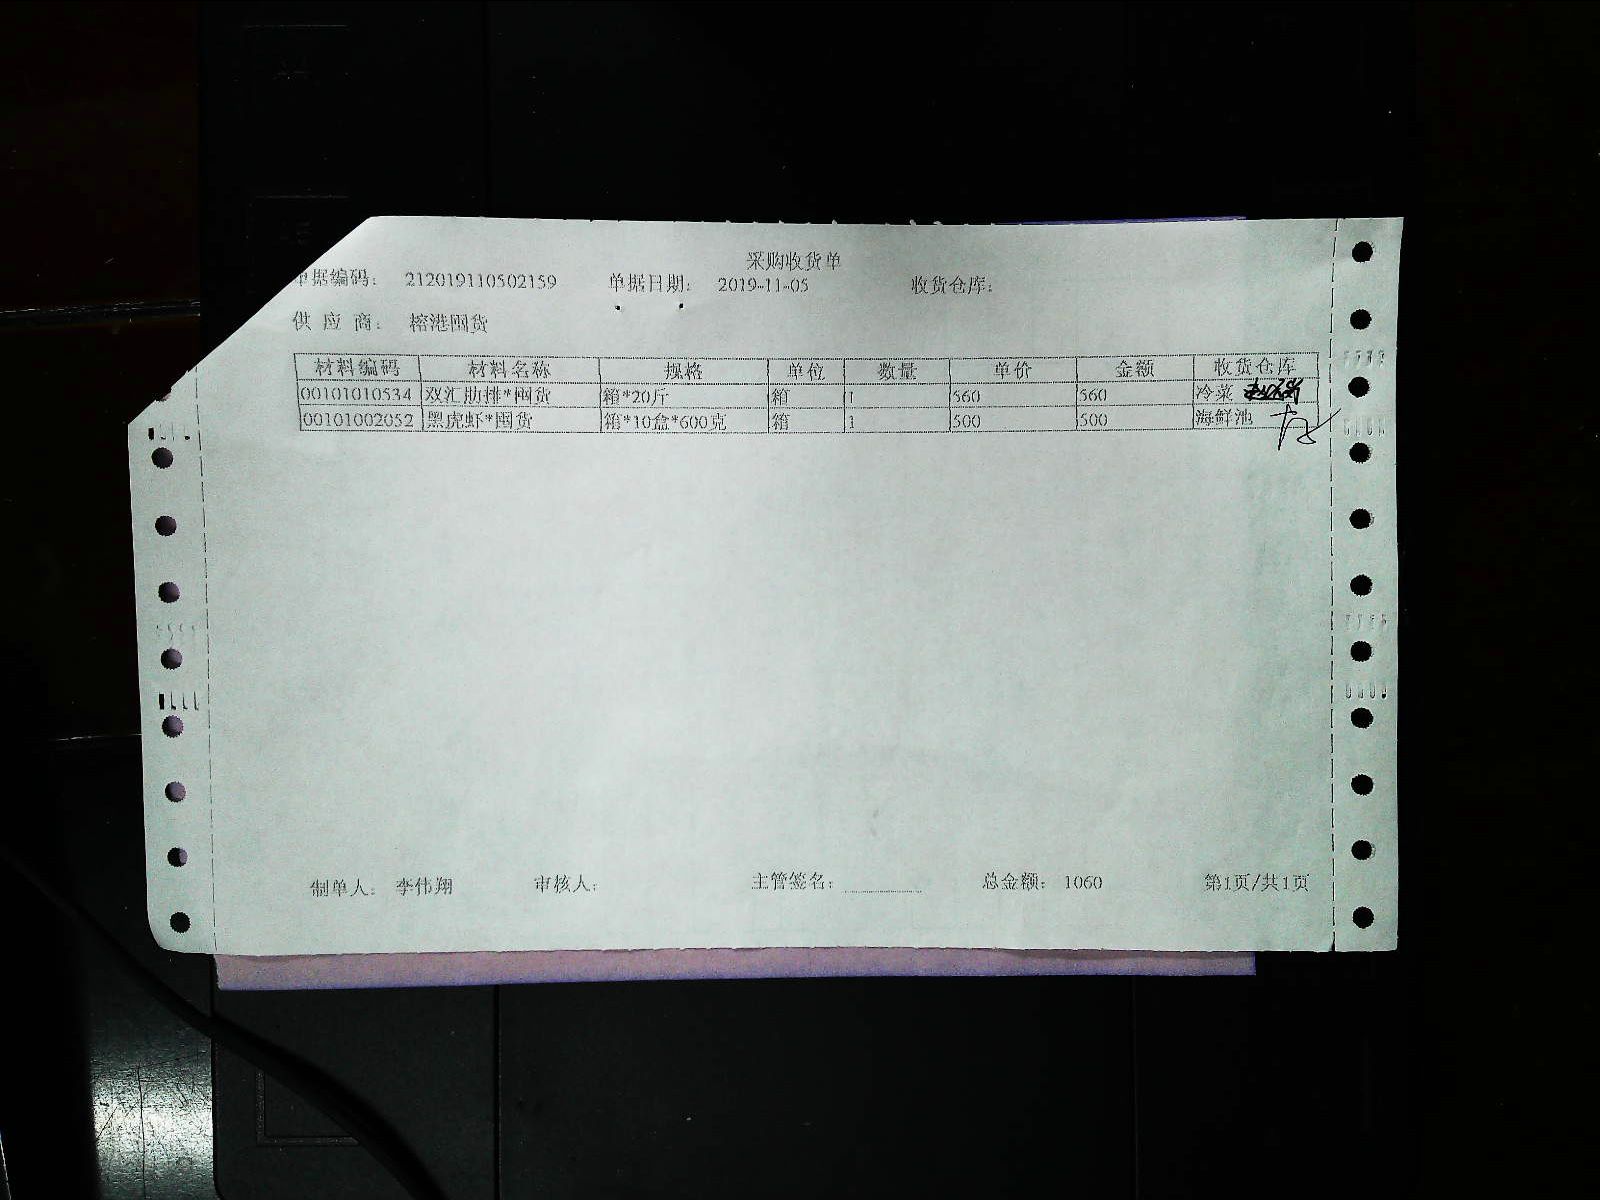 采购收货单
单据编码: 212019110502159 单据日期: 2019-11-05 收货仓库:
供应商: 榕港囤货
材料编码 材料名称 规格 单位 数量 单价 金额 收货仓库
00101010534 双汇肋排*囤货 箱*20斤 箱 1 560 560 冷菜
00101002052 黑虎虾*囤货 箱*10盒*600克 箱 1 500 500 海鲜池
制单人: 李伟翔 审核人: 主管签名: 总金额: 1060 第1页/共1页